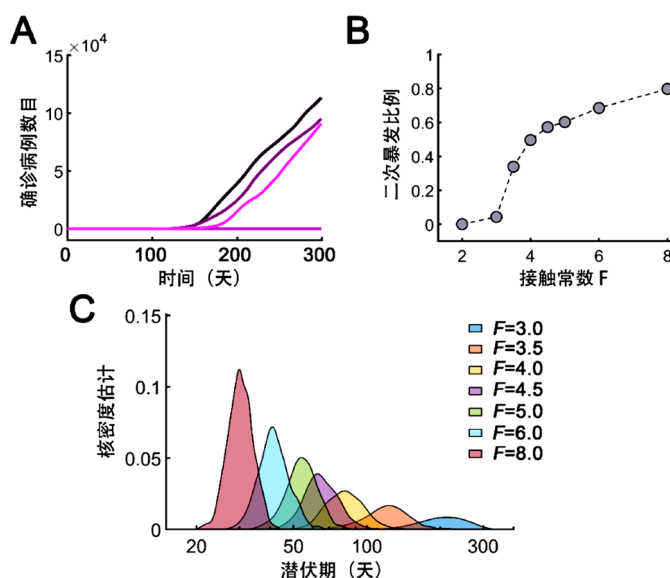 A
×10⁴
15
10
5
0
确诊病例数目
0 100 200 300
时间（天）
B
1
0.8
0.6
0.4
0.2
0
二次暴发比例
2 4 6 8
接触常数 F
C
0.15
0.1
0.05
0
核密度估计
20 50 100 300
潜伏期（天）
F=3.0
F=3.5
F=4.0
F=4.5
F=5.0
F=6.0
F=8.0